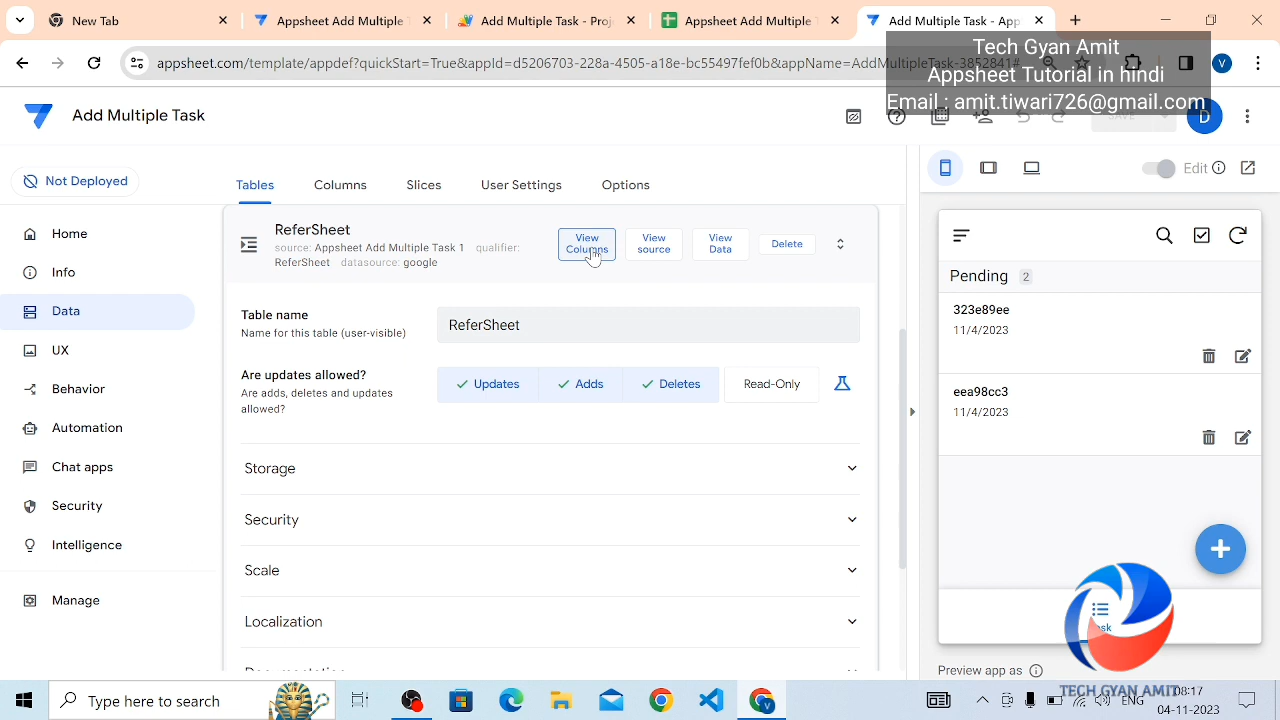 New Tab
Appsheet Add Multiple
Add Multiple Task - Proj
Appsheet Add Multiple
Add Multiple Task - App
appsheet.com/template/appdef?quickStart=True&appId=d5206703-228a-4505-a18e-bc55497fef0b&appName=AddMultipleTask-3852841#
V
Tech Gyan Amit
Appsheet Tutorial in hindi
Email : amit.tiwari726@gmail.com
Add Multiple Task
SAVE
D
Not Deployed
Tables
Columns
Slices
User Settings
Options
Edit
Home
Info
Data
UX
Behavior
Automation
Chat apps
Security
Intelligence
Manage
ReferSheet
source: Appsheet Add Multiple Task 1 qualifier:
ReferSheet datasource: google
View
Columns
View
source
View
Data
Delete
Table name
Name for this table (user-visible)
ReferSheet
Are updates allowed?
Are adds, deletes and updates
allowed?
Updates
Adds
Deletes
Read-Only
Storage
Security
Scale
Localization
Pending 2
323e89ee
11/4/2023
eea98cc3
11/4/2023
Preview app as
TECH GYAN AMIT
Type here to search
V
08:17
04-11-2023